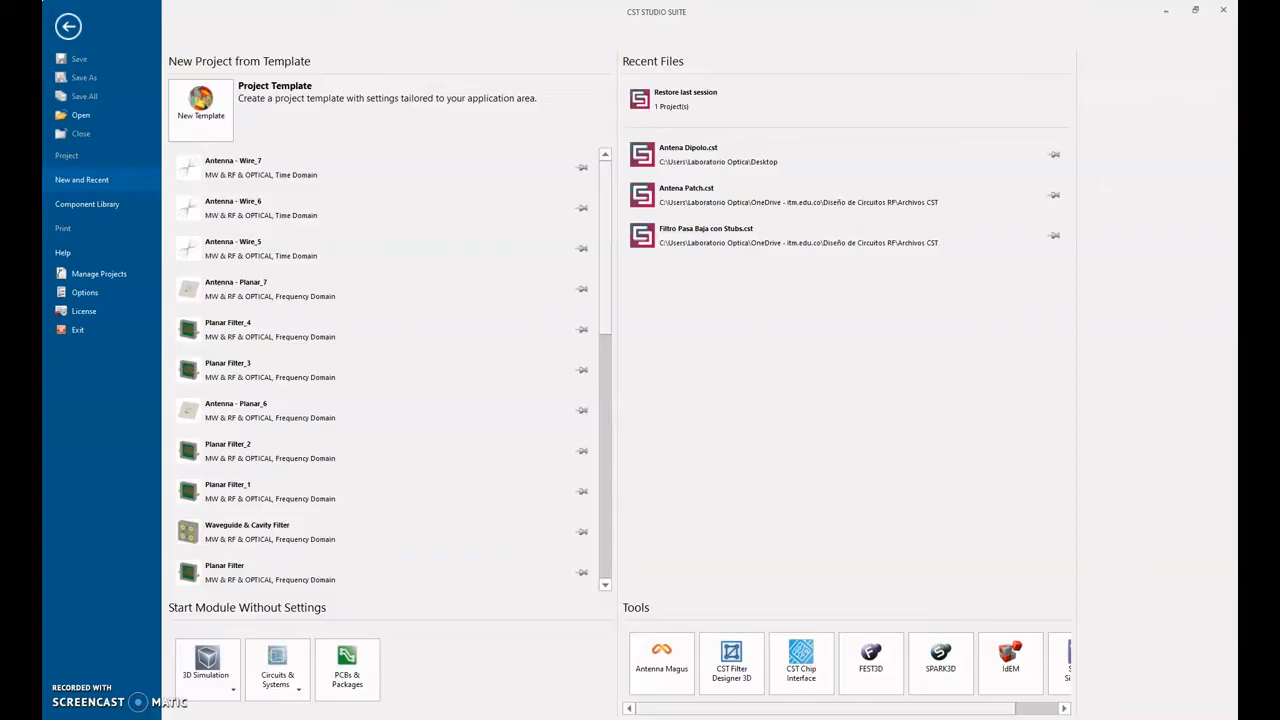 CST STUDIO SUITE
Save
Save As
Save All
Open
Close
Project
New and Recent
Component Library
Print
Help
Manage Projects
Options
License
Exit
New Project from Template
New Template
Project Template
Create a project template with settings tailored to your application area.
Antenna - Wire_7
MW & RF & OPTICAL, Time Domain
Antenna - Wire_6
MW & RF & OPTICAL, Time Domain
Antenna - Wire_5
MW & RF & OPTICAL, Time Domain
Antenna - Planar_7
MW & RF & OPTICAL, Frequency Domain
Planar Filter_4
MW & RF & OPTICAL, Frequency Domain
Planar Filter_3
MW & RF & OPTICAL, Frequency Domain
Antenna - Planar_6
MW & RF & OPTICAL, Frequency Domain
Planar Filter_2
MW & RF & OPTICAL, Frequency Domain
Planar Filter_1
MW & RF & OPTICAL, Frequency Domain
Waveguide & Cavity Filter
MW & RF & OPTICAL, Frequency Domain
Planar Filter
MW & RF & OPTICAL, Frequency Domain
Start Module Without Settings
3D Simulation
Circuits &
Systems
PCBs &
Packages
Recent Files
Restore last session
1 Project(s)
Antena Dipolo.cst
C:\Users\Laboratorio Optica\Desktop
Antena Patch.cst
C:\Users\Laboratorio Optica\OneDrive - itm.edu.co\Diseño de Circuitos RF\Archivos CST
Filtro Pasa Baja con Stubs.cst
C:\Users\Laboratorio Optica\OneDrive - itm.edu.co\Diseño de Circuitos RF\Archivos CST
Tools
Antenna Magus
CST Filter
Designer 3D
CST Chip
Interface
FEST3D
SPARK3D
IdEM
RECORDED WITH
SCREENCAST MATIC